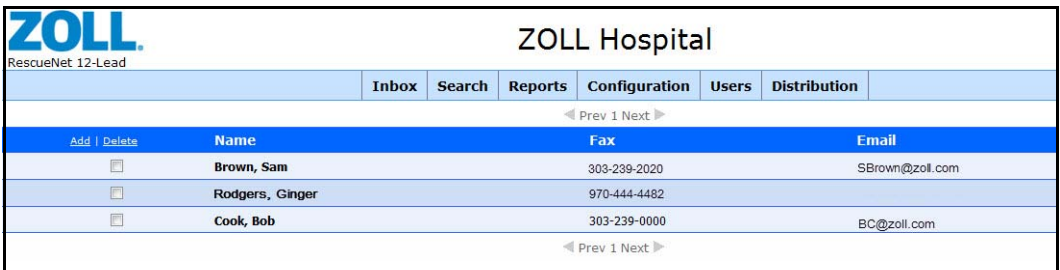 ZOLL.
RescueNet 12-Lead
ZOLL Hospital
Inbox Search Reports Configuration Users Distribution
Prev 1 Next
Add | Delete Name Fax Email
Brown, Sam 303-239-2020 SBrown@zoll.com
Rodgers, Ginger 970-444-4482
Cook, Bob 303-239-0000 BC@zoll.com
Prev 1 Next